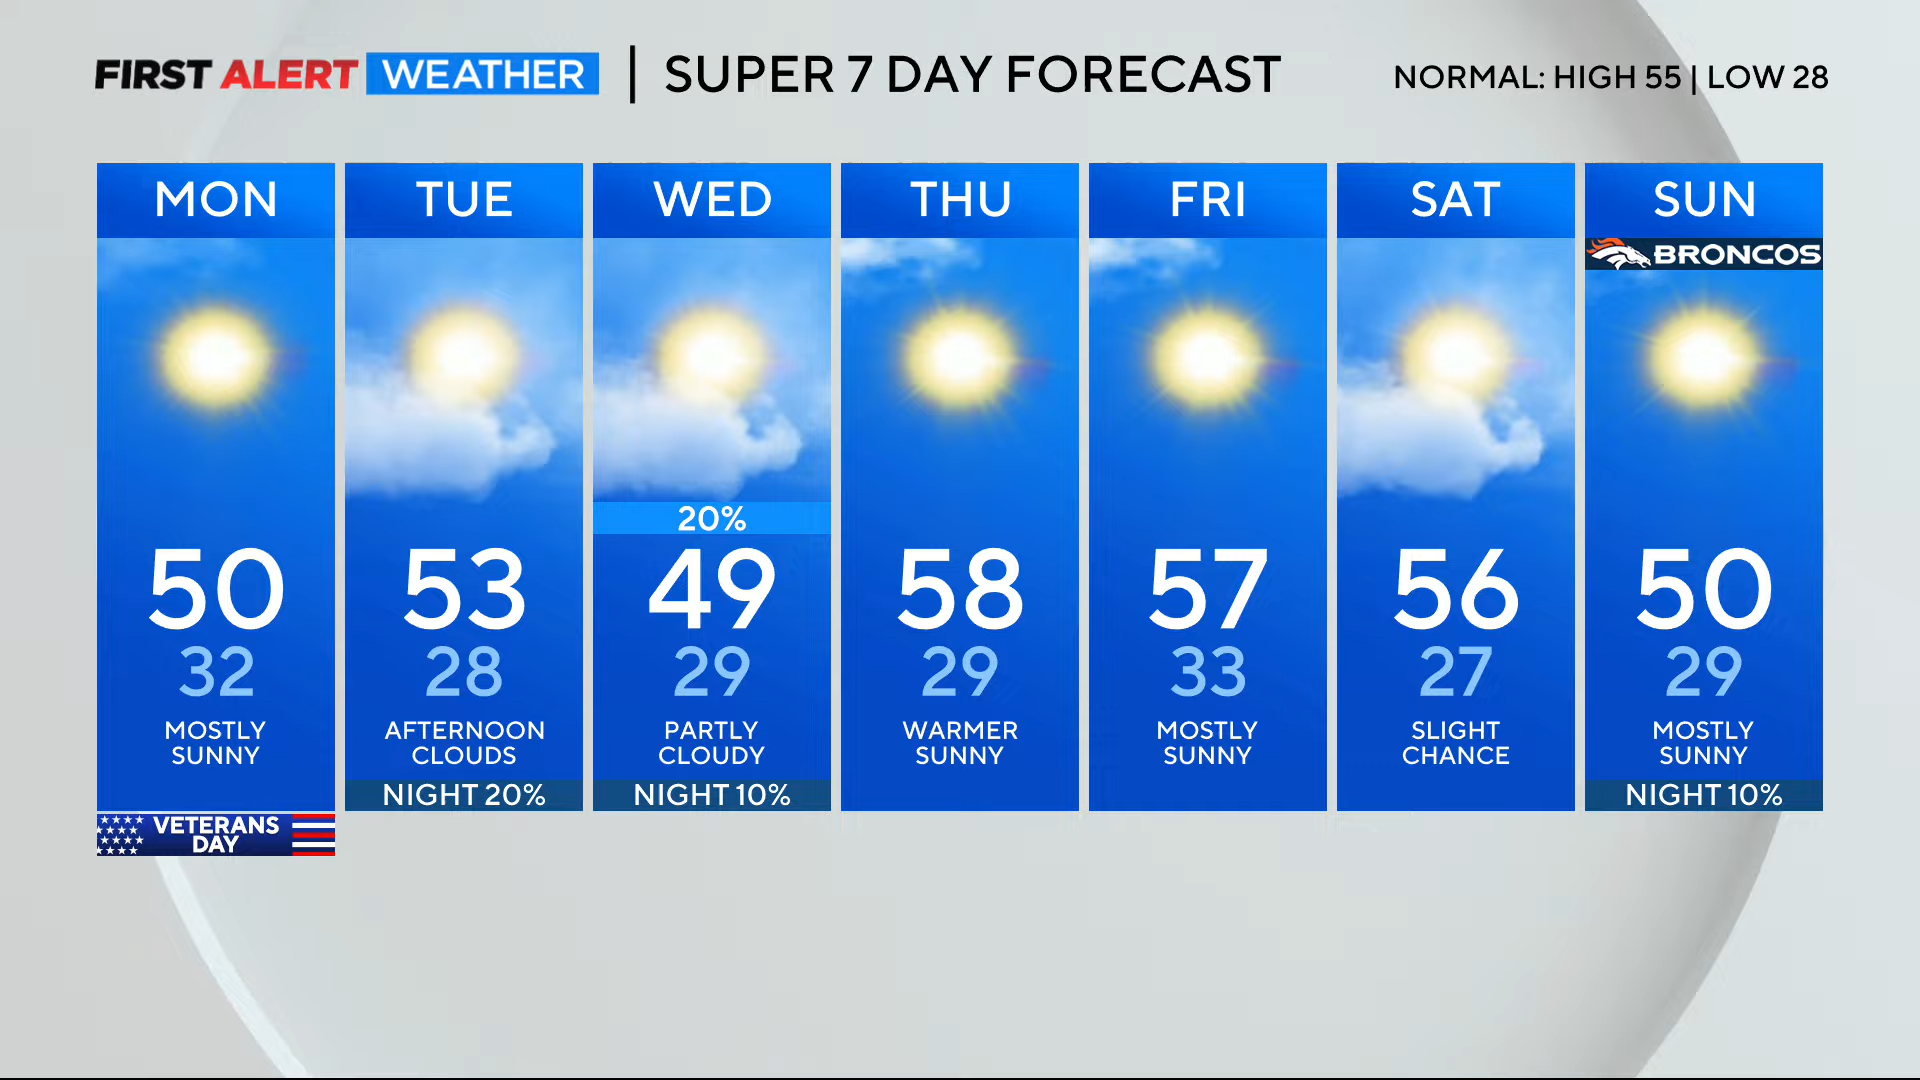 FIRST ALERT WEATHER | SUPER 7 DAY FORECAST
NORMAL: HIGH 55 | LOW 28
MON
50
32
MOSTLY
SUNNY
VETERANS
DAY
TUE
53
28
AFTERNOON
CLOUDS
NIGHT 20%
WED
20%
49
29
PARTLY
CLOUDY
NIGHT 10%
THU
58
29
WARMER
SUNNY
FRI
57
33
MOSTLY
SUNNY
SAT
56
27
SLIGHT
CHANCE
SUN
BRONCOS
50
29
MOSTLY
SUNNY
NIGHT 10%